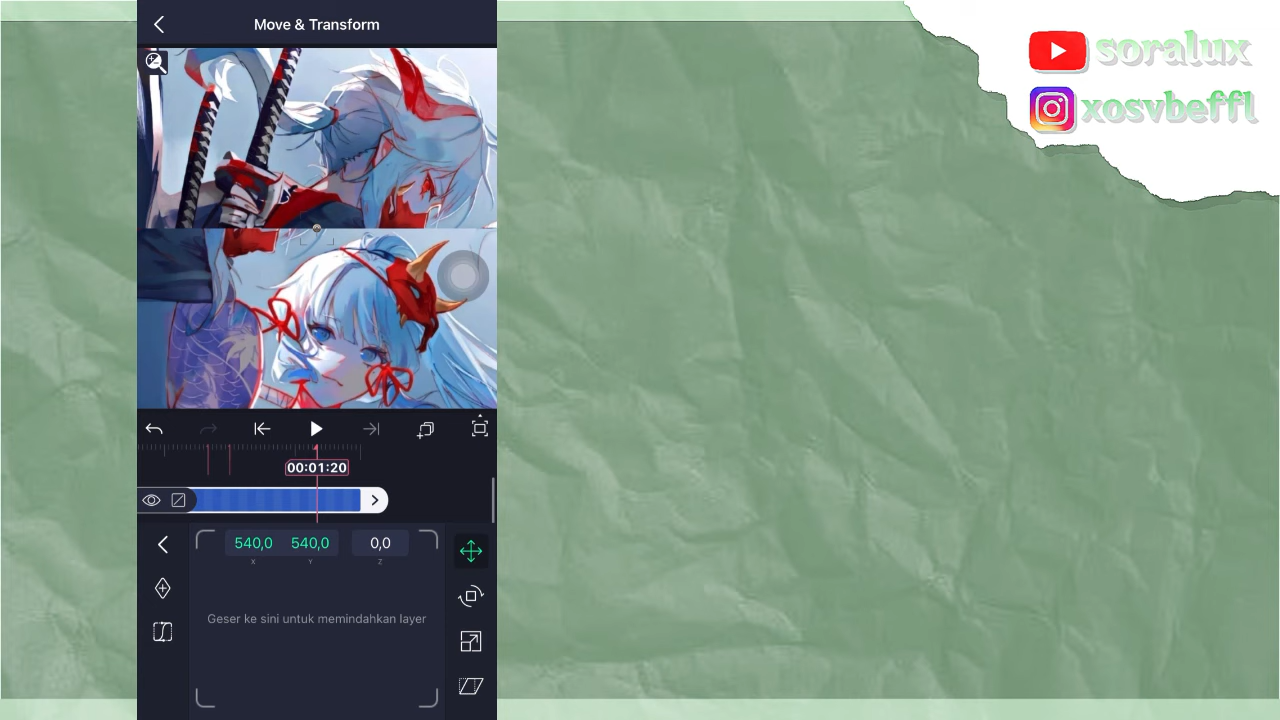 Move & Transform
soralux
xosvbeffl
00:01:20
540,0 540,0 0,0
X Y Z
Geser ke sini untuk memindahkan layer